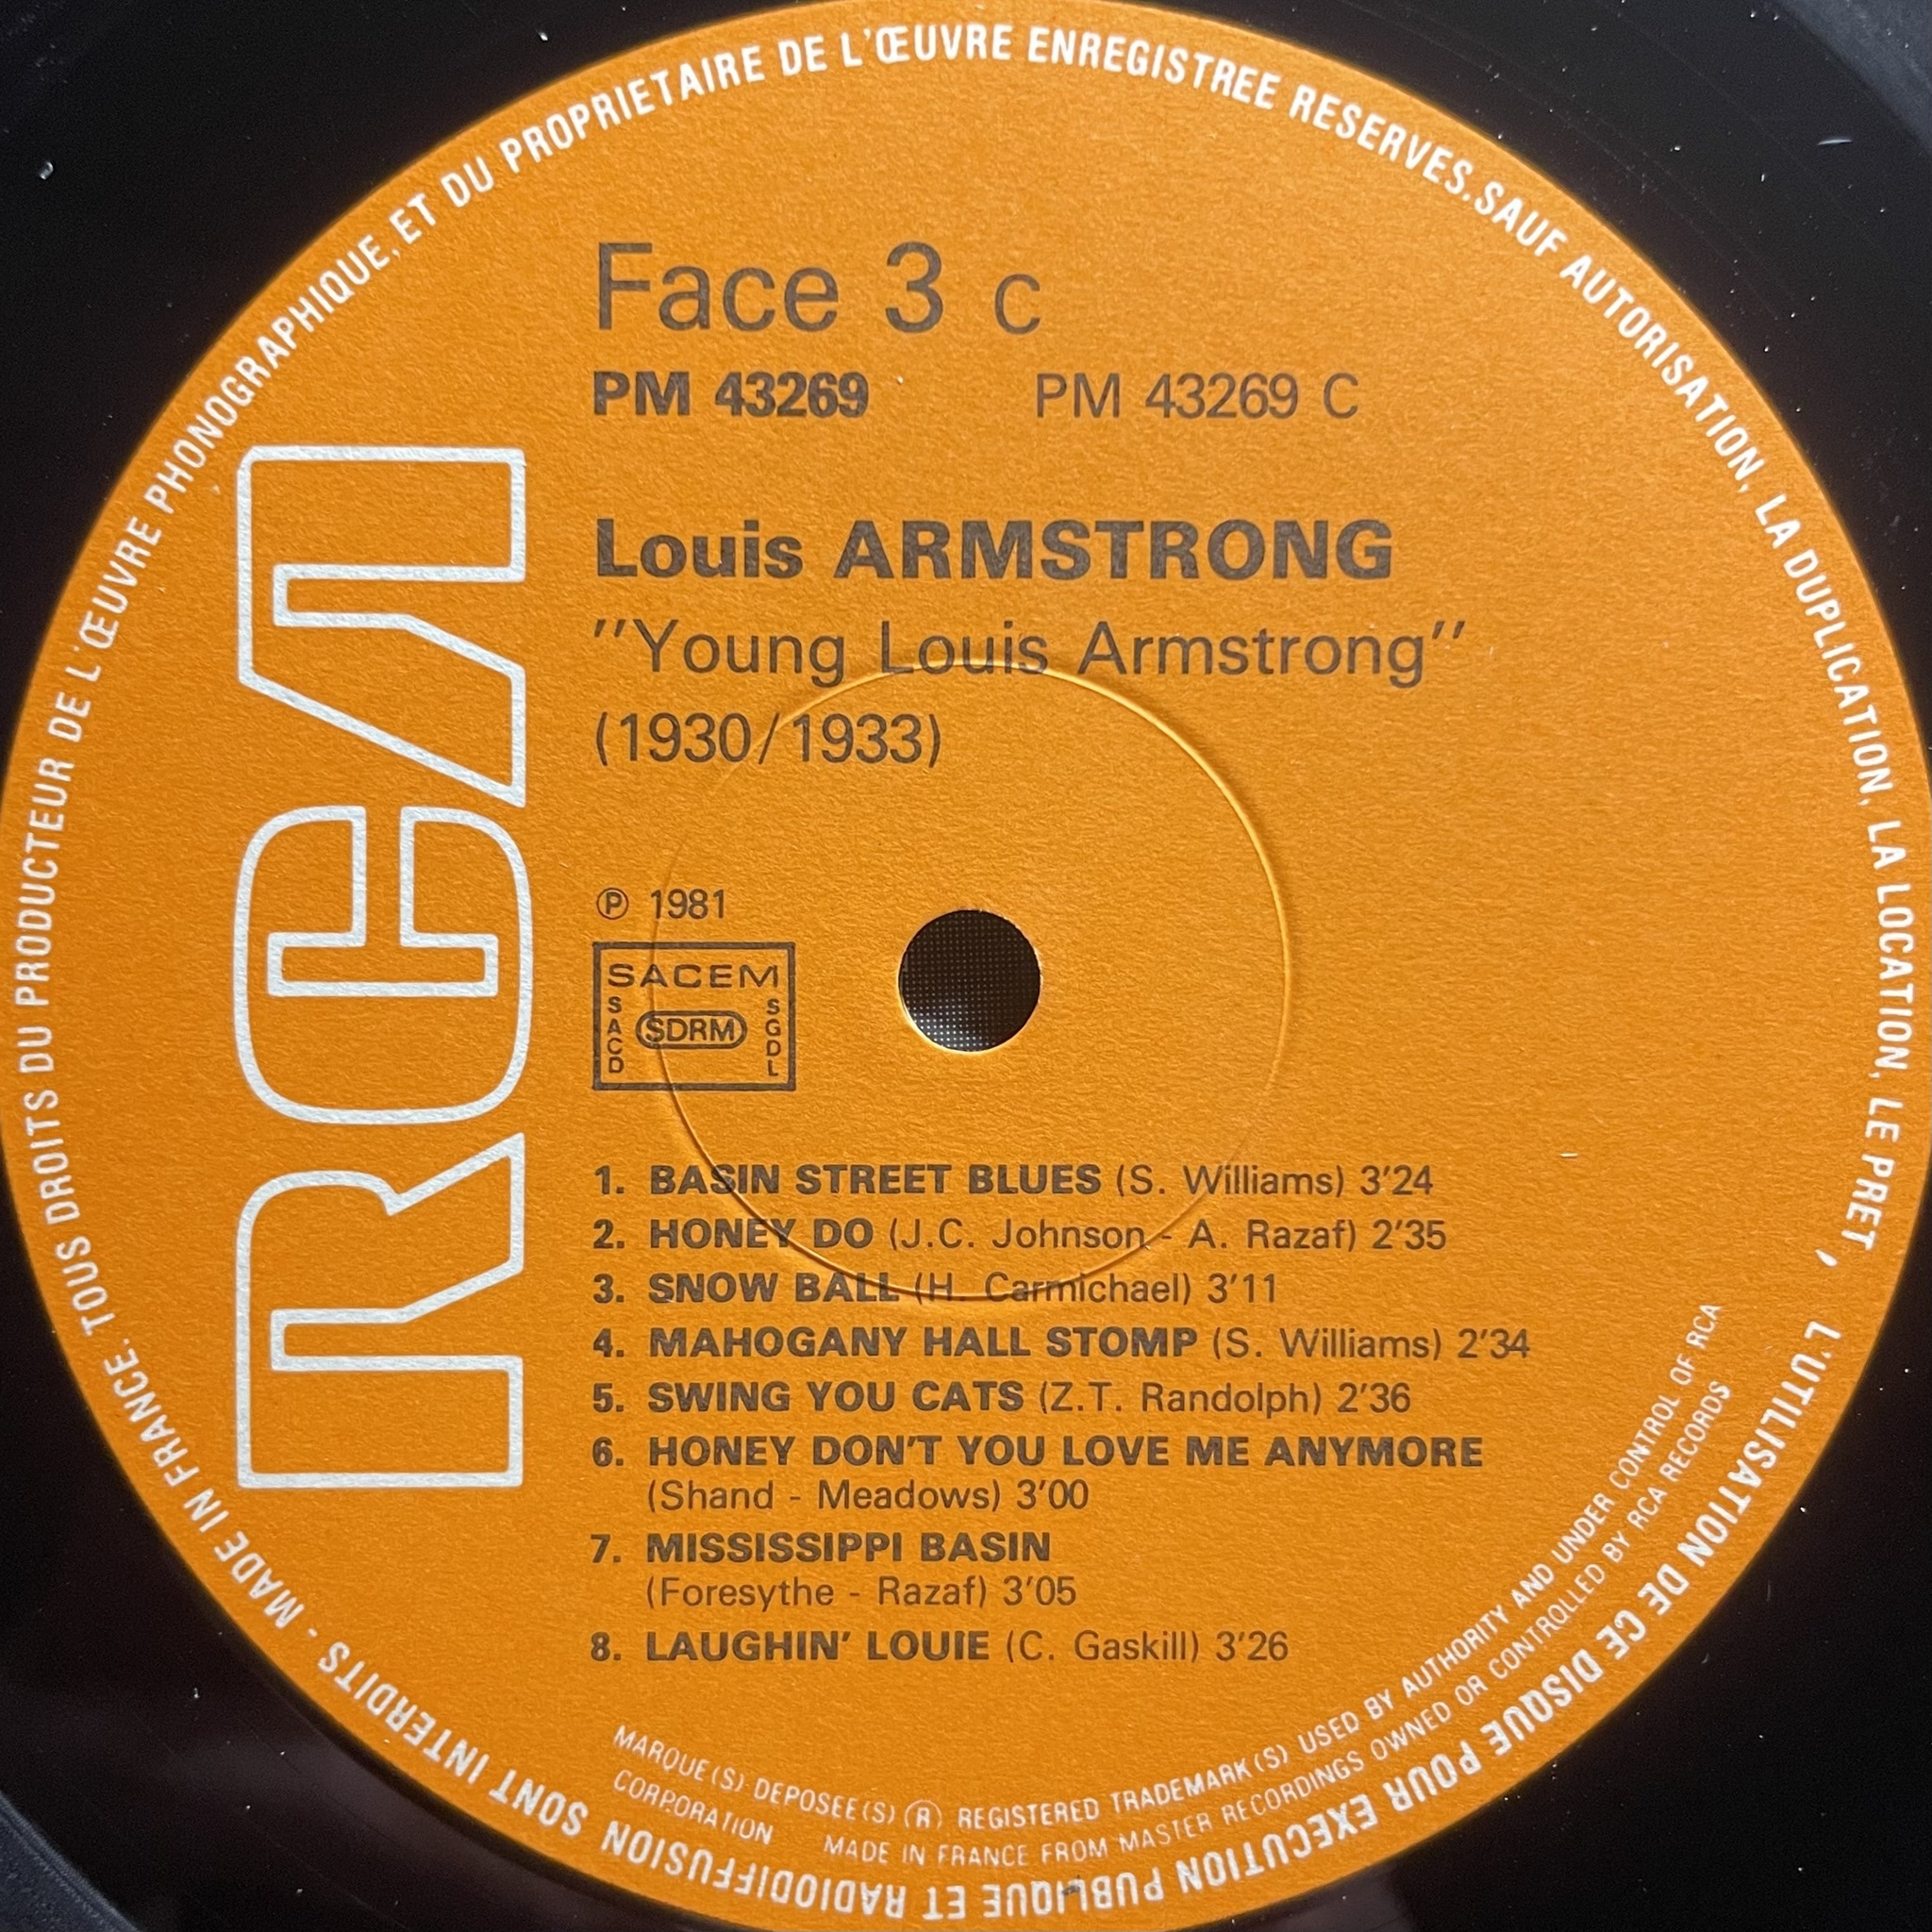 Face 3 C
PM 43269 PM 43269 C
Louis ARMSTRONG
"Young Louis Armstrong"
(1930/1933)
℗ 1981
SACEM
SACD
SDRM
SGDL
1. BASIN STREET BLUES (S. Williams) 3'24
2. HONEY DO (J.C. Johnson - A. Razaf) 2'35
3. SNOW BALL (H. Carmichael) 3'11
4. MAHOGANY HALL STOMP (S. Williams) 2'34
5. SWING YOU CATS (Z.T. Randolph) 2'36
6. HONEY DON'T YOU LOVE ME ANYMORE
(Shand - Meadows) 3'00
7. MISSISSIPPI BASIN
(Foresythe - Razaf) 3'05
8. LAUGHIN' LOUIE (C. Gaskill) 3'26
RCA
MARQUE(S) DEPOSEE(S) ® REGISTERED TRADEMARK(S) USED BY AUTHORITY AND UNDER CONTROL OF RCA
CORPORATION MADE IN FRANCE FROM MASTER RECORDINGS OWNED OR CONTROLLED BY RCA RECORDS
TOUS DROITS DU PRODUCTEUR DE L'ŒUVRE PHONOGRAPHIQUE, ET DU PROPRIETAIRE DE L'ŒUVRE ENREGISTREE RESERVES. SAUF AUTORISATION, LA DUPLICATION, LA LOCATION, LE PRET, L'UTILISATION DE CE DISQUE POUR EXECUTION PUBLIQUE ET RADIODIFFUSION SONT INTERDITS - MADE IN FRANCE.